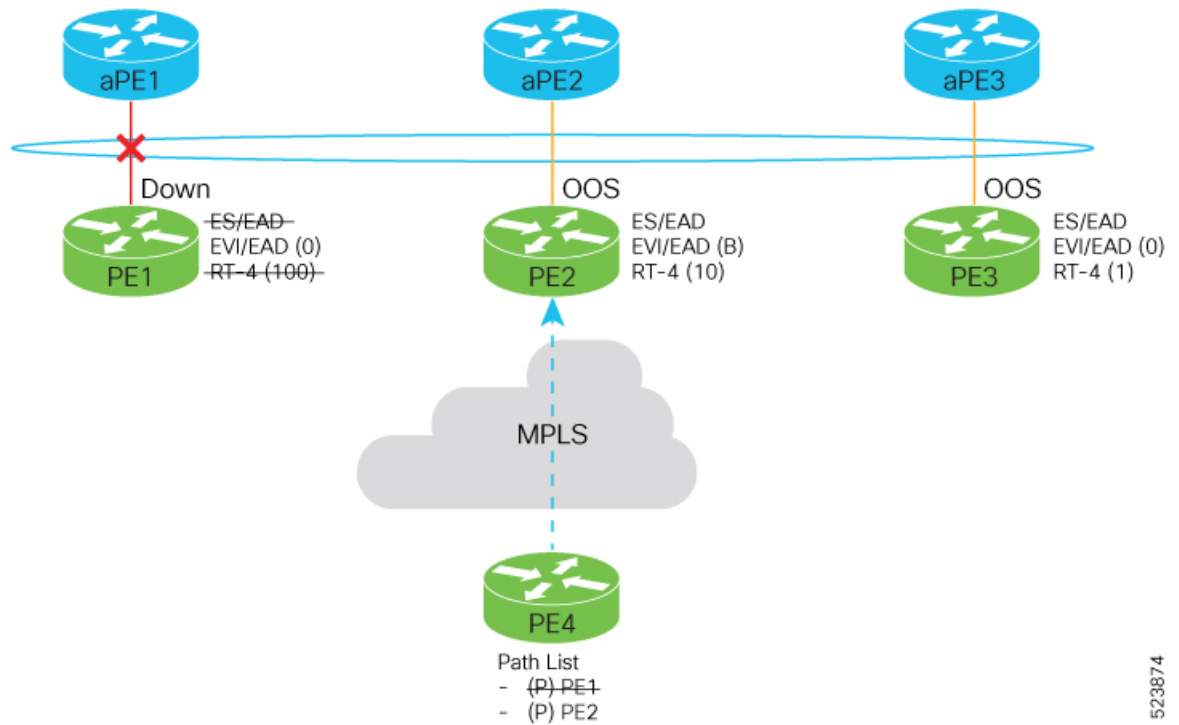 aPE1
aPE2
aPE3
Down
OOS
OOS
PE1
ES/EAD
EVI/EAD (0)
RT-4 (100)
PE2
ES/EAD
EVI/EAD (B)
RT-4 (10)
PE3
ES/EAD
EVI/EAD (0)
RT-4 (1)
MPLS
PE4
Path List
- (P) PE1
- (P) PE2
523874